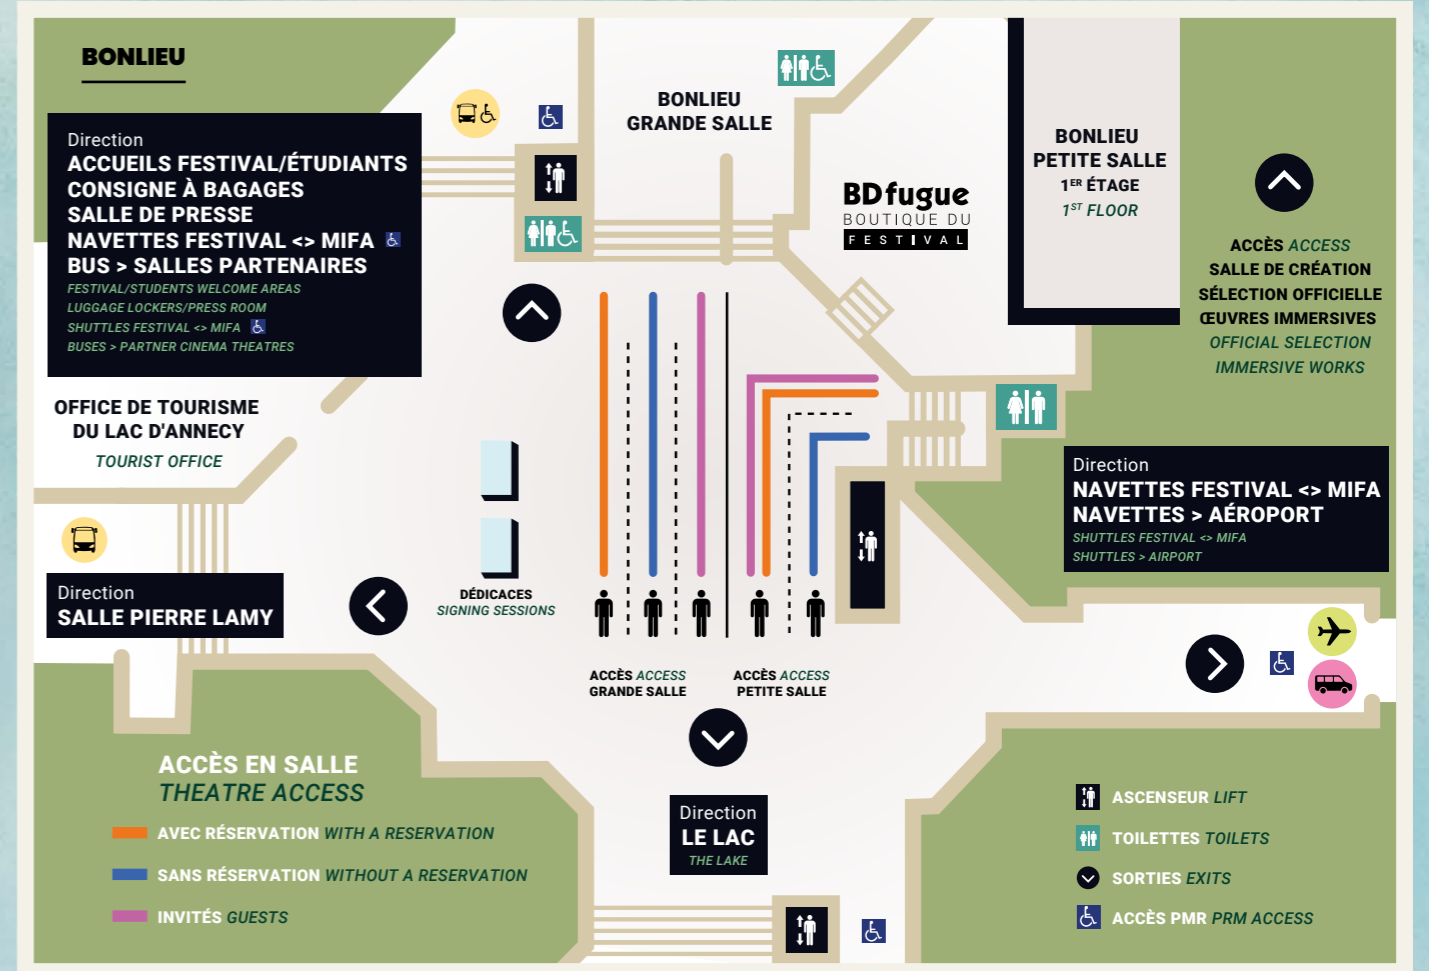 BONLIEU
Direction
ACCUEILS FESTIVAL/ÉTUDIANTS
CONSIGNE À BAGAGES
SALLE DE PRESSE
NAVETTES FESTIVAL <> MIFA
BUS > SALLES PARTENAIRES
FESTIVAL/STUDENTS WELCOME AREAS
LUGGAGE LOCKERS/PRESS ROOM
SHUTTLES FESTIVAL <> MIFA
BUSES > PARTNER CINEMA THEATRES
BONLIEU
GRANDE SALLE
BDfugue
BOUTIQUE DU
FESTIVAL
BONLIEU
PETITE SALLE
1ER ÉTAGE
1ST FLOOR
ACCÈS ACCESS
SALLE DE CRÉATION
SÉLECTION OFFICIELLE
ŒUVRES IMMERSIVES
OFFICIAL SELECTION
IMMERSIVE WORKS
OFFICE DE TOURISME
DU LAC D'ANNECY
TOURIST OFFICE
Direction
NAVETTES FESTIVAL <> MIFA
NAVETTES > AÉROPORT
SHUTTLES FESTIVAL <> MIFA
SHUTTLES > AIRPORT
Direction
SALLE PIERRE LAMY
DÉDICACES
SIGNING SESSIONS
ACCÈS ACCESS
GRANDE SALLE
ACCÈS ACCESS
PETITE SALLE
Direction
LE LAC
THE LAKE
ACCÈS EN SALLE
THEATRE ACCESS
AVEC RÉSERVATION WITH A RESERVATION
SANS RÉSERVATION WITHOUT A RESERVATION
INVITÉS GUESTS
ASCENSEUR LIFT
TOILETTES TOILETS
SORTIES EXITS
ACCÈS PMR PRM ACCESS